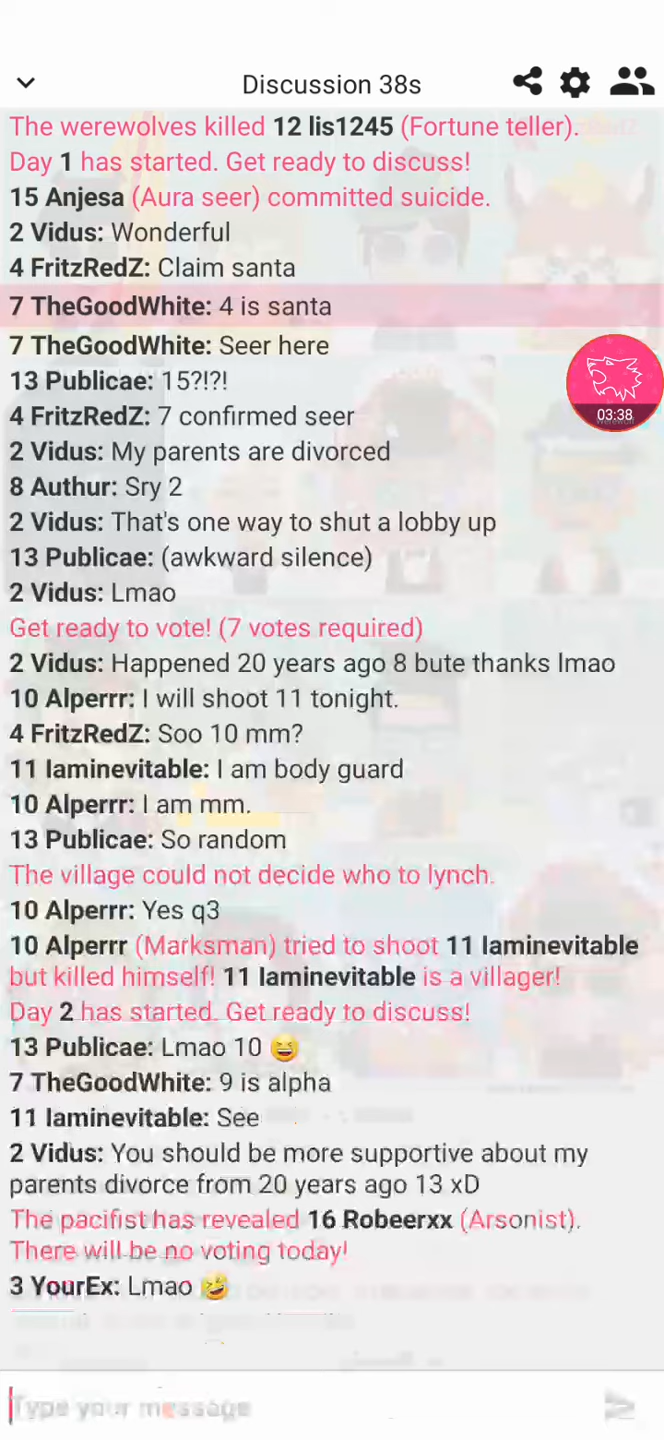 Discussion 38s
The werewolves killed 12 lis1245 (Fortune teller).
Day 1 has started. Get ready to discuss!
15 Anjesa (Aura seer) committed suicide.
2 Vidus: Wonderful
4 FritzRedZ: Claim santa
7 TheGoodWhite: 4 is santa
7 TheGoodWhite: Seer here
13 Publicae: 15?!?!
03:38
4 FritzRedZ: 7 confirmed seer
2 Vidus: My parents are divorced
8 Authur: Sry 2
2 Vidus: That's one way to shut a lobby up
13 Publicae: (awkward silence)
2 Vidus: Lmao
Get ready to vote! (7 votes required)
2 Vidus: Happened 20 years ago 8 bute thanks lmao
10 Alperrr: I will shoot 11 tonight.
4 FritzRedZ: Soo 10 mm?
11 Iaminevitable: I am body guard
10 Alperrr: I am mm.
13 Publicae: So random
The village could not decide who to lynch.
10 Alperrr: Yes q3
10 Alperrr (Marksman) tried to shoot 11 Iaminevitable
but killed himself! 11 Iaminevitable is a villager!
Day 2 has started. Get ready to discuss!
13 Publicae: Lmao 10 😆
7 TheGoodWhite: 9 is alpha
11 Iaminevitable: See
2 Vidus: You should be more supportive about my
parents divorce from 20 years ago 13 xD
The pacifist has revealed 16 Robeerxx (Arsonist).
There will be no voting today!
3 YourEx: Lmao 🤣
Type your message